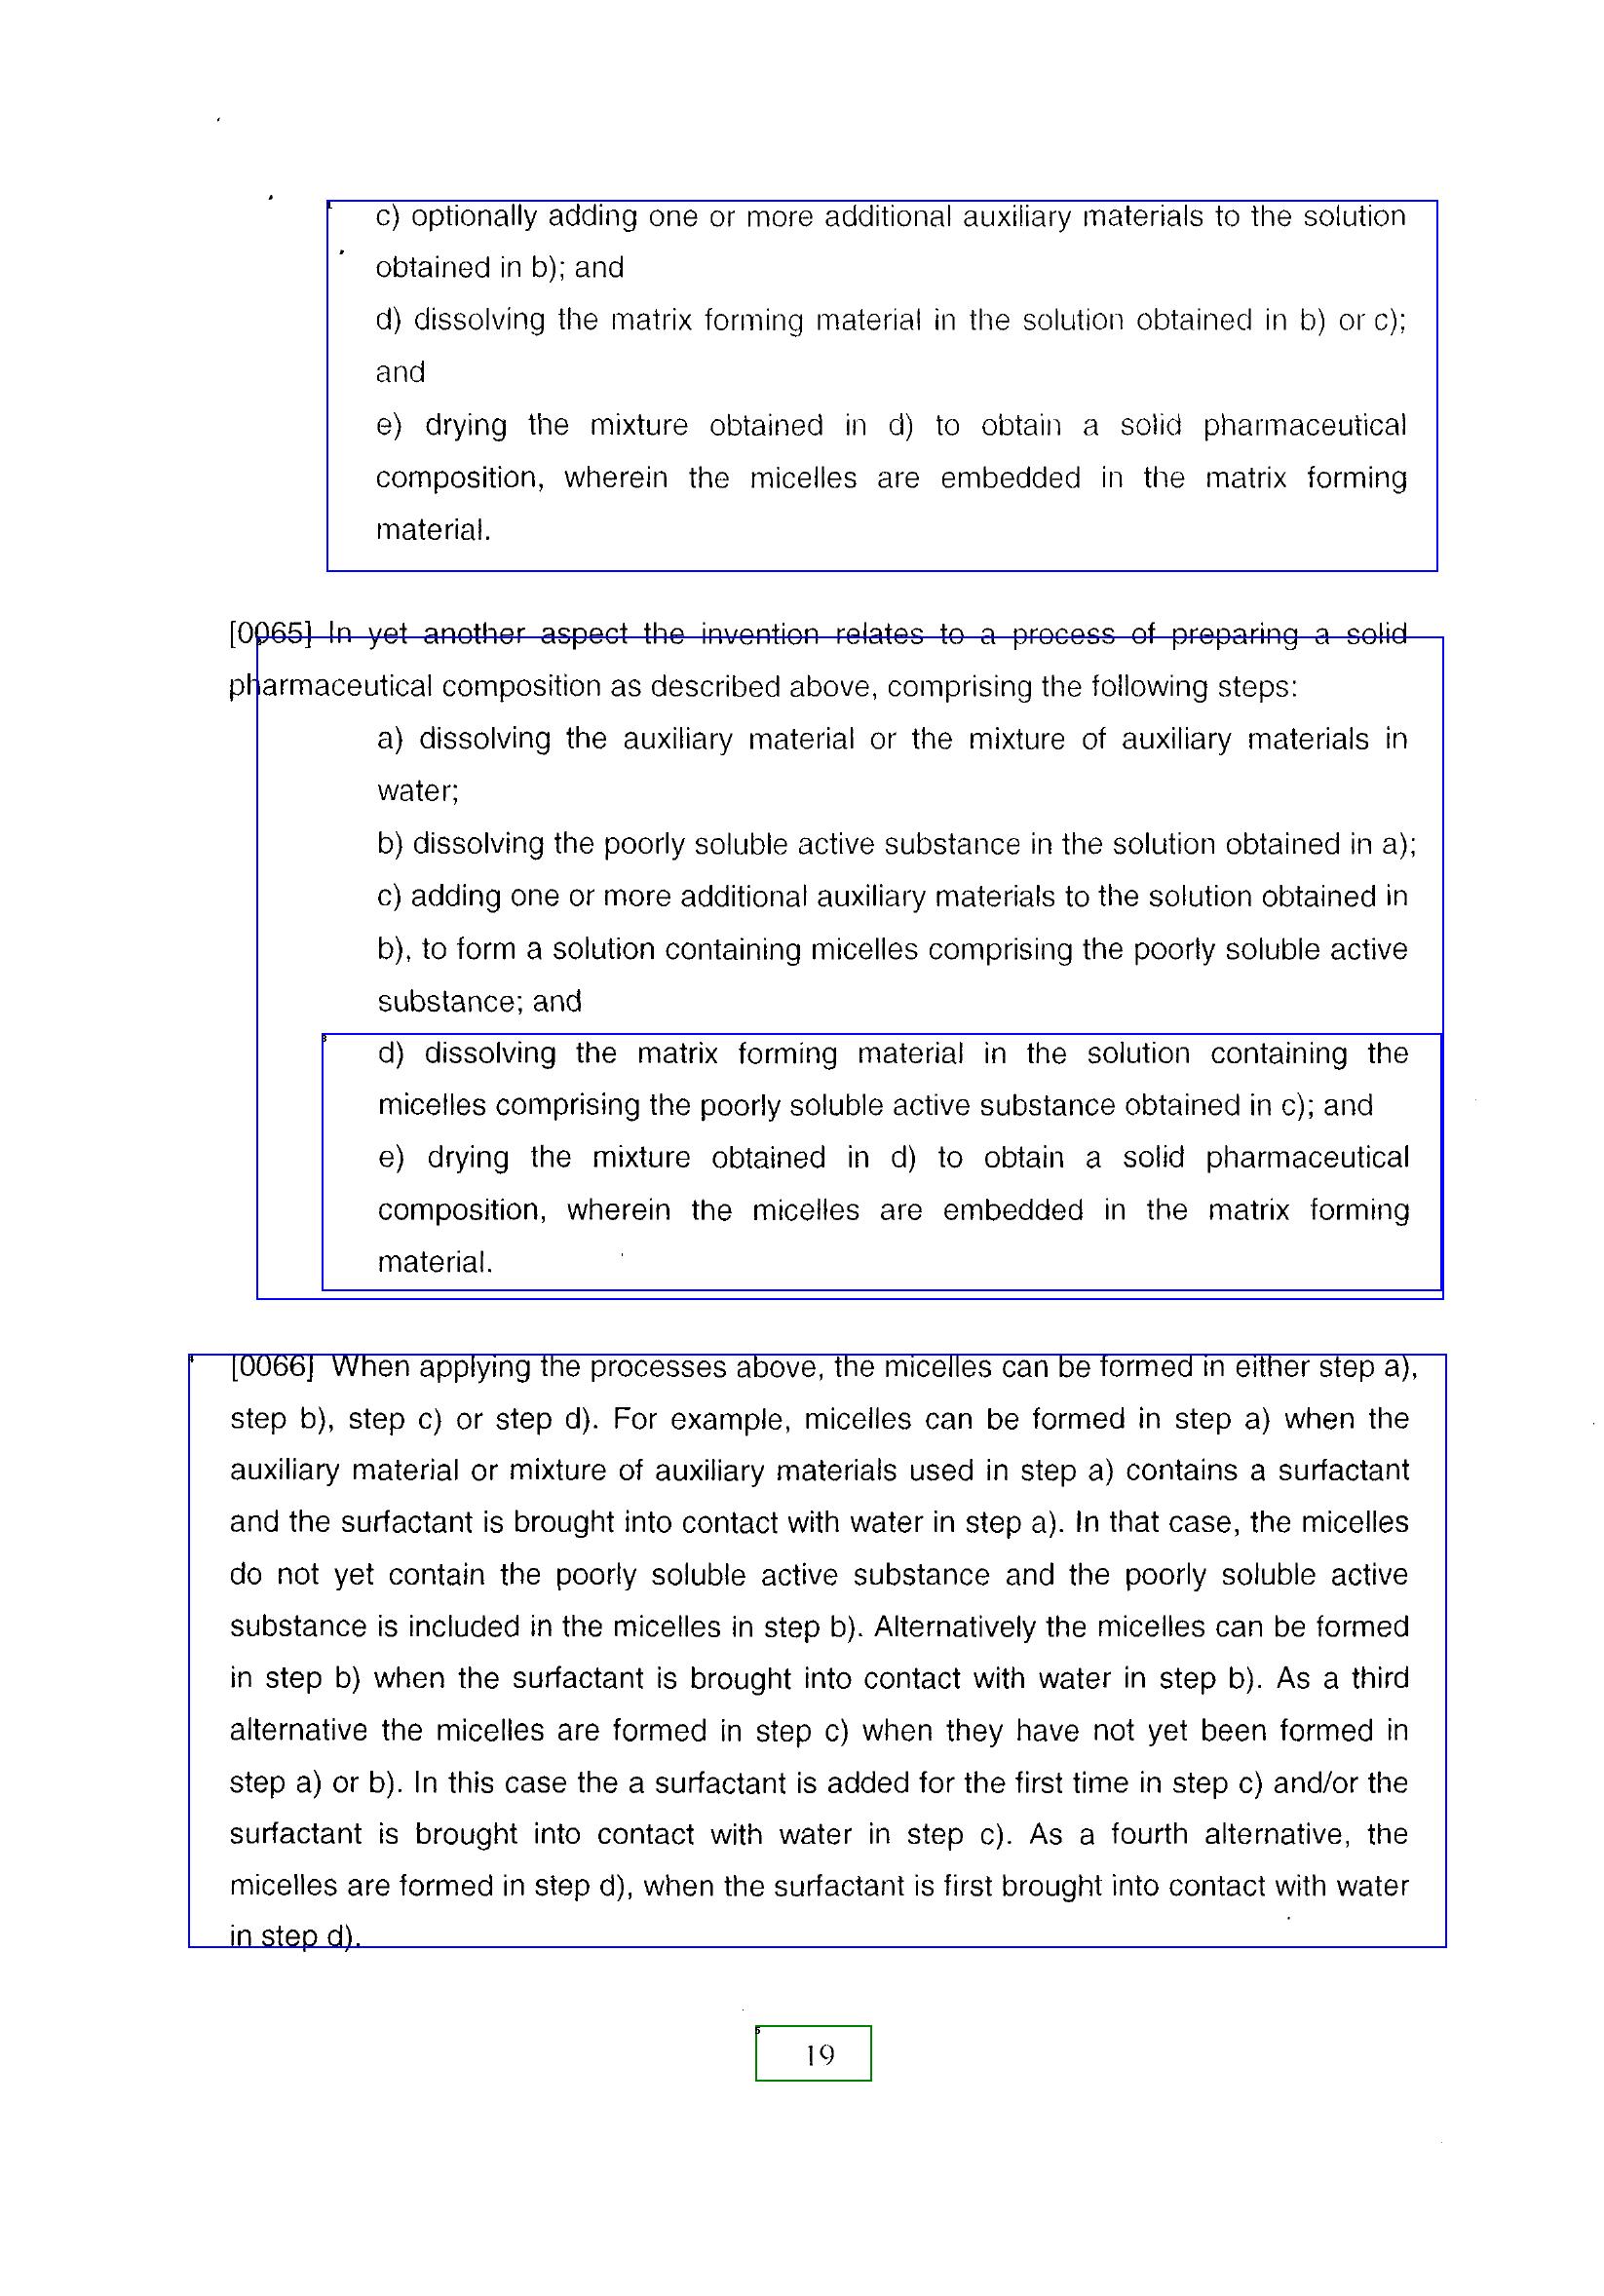 c) optionally adding one or more additional auxiliary materials to the solution
obtained in b); and
d) dissolving the matrix forming material in the solution obtained in b) or c);
and
e) drying the mixture obtained in d) to obtain a solid pharmaceutical
composition, wherein the micelles are embedded in the matrix forming
material.
[0065] In yet another aspect the invention relates to a process of preparing a solid
pharmaceutical composition as described above, comprising the following steps:
a) dissolving the auxiliary material or the mixture of auxiliary materials in
water;
b) dissolving the poorly soluble active substance in the solution obtained in a);
c) adding one or more additional auxiliary materials to the solution obtained in
b), to form a solution containing micelles comprising the poorly soluble active
substance; and
d) dissolving the matrix forming material in the solution containing the
micelles comprising the poorly soluble active substance obtained in c); and
e) drying the mixture obtained in d) to obtain a solid pharmaceutical
composition, wherein the micelles are embedded in the matrix forming
material.
[0066] When applying the processes above, the micelles can be formed in either step a),
step b), step c) or step d). For example, micelles can be formed in step a) when the
auxiliary material or mixture of auxiliary materials used in step a) contains a surfactant
and the surfactant is brought into contact with water in step a). In that case, the micelles
do not yet contain the poorly soluble active substance and the poorly soluble active
substance is included in the micelles in step b). Alternatively the micelles can be formed
in step b) when the surfactant is brought into contact with water in step b). As a third
alternative the micelles are formed in step c) when they have not yet been formed in
step a) or b). In this case the a surfactant is added for the first time in step c) and/or the
surfactant is brought into contact with water in step c). As a fourth alternative, the
micelles are formed in step d), when the surfactant is first brought into contact with water
in step d).
19